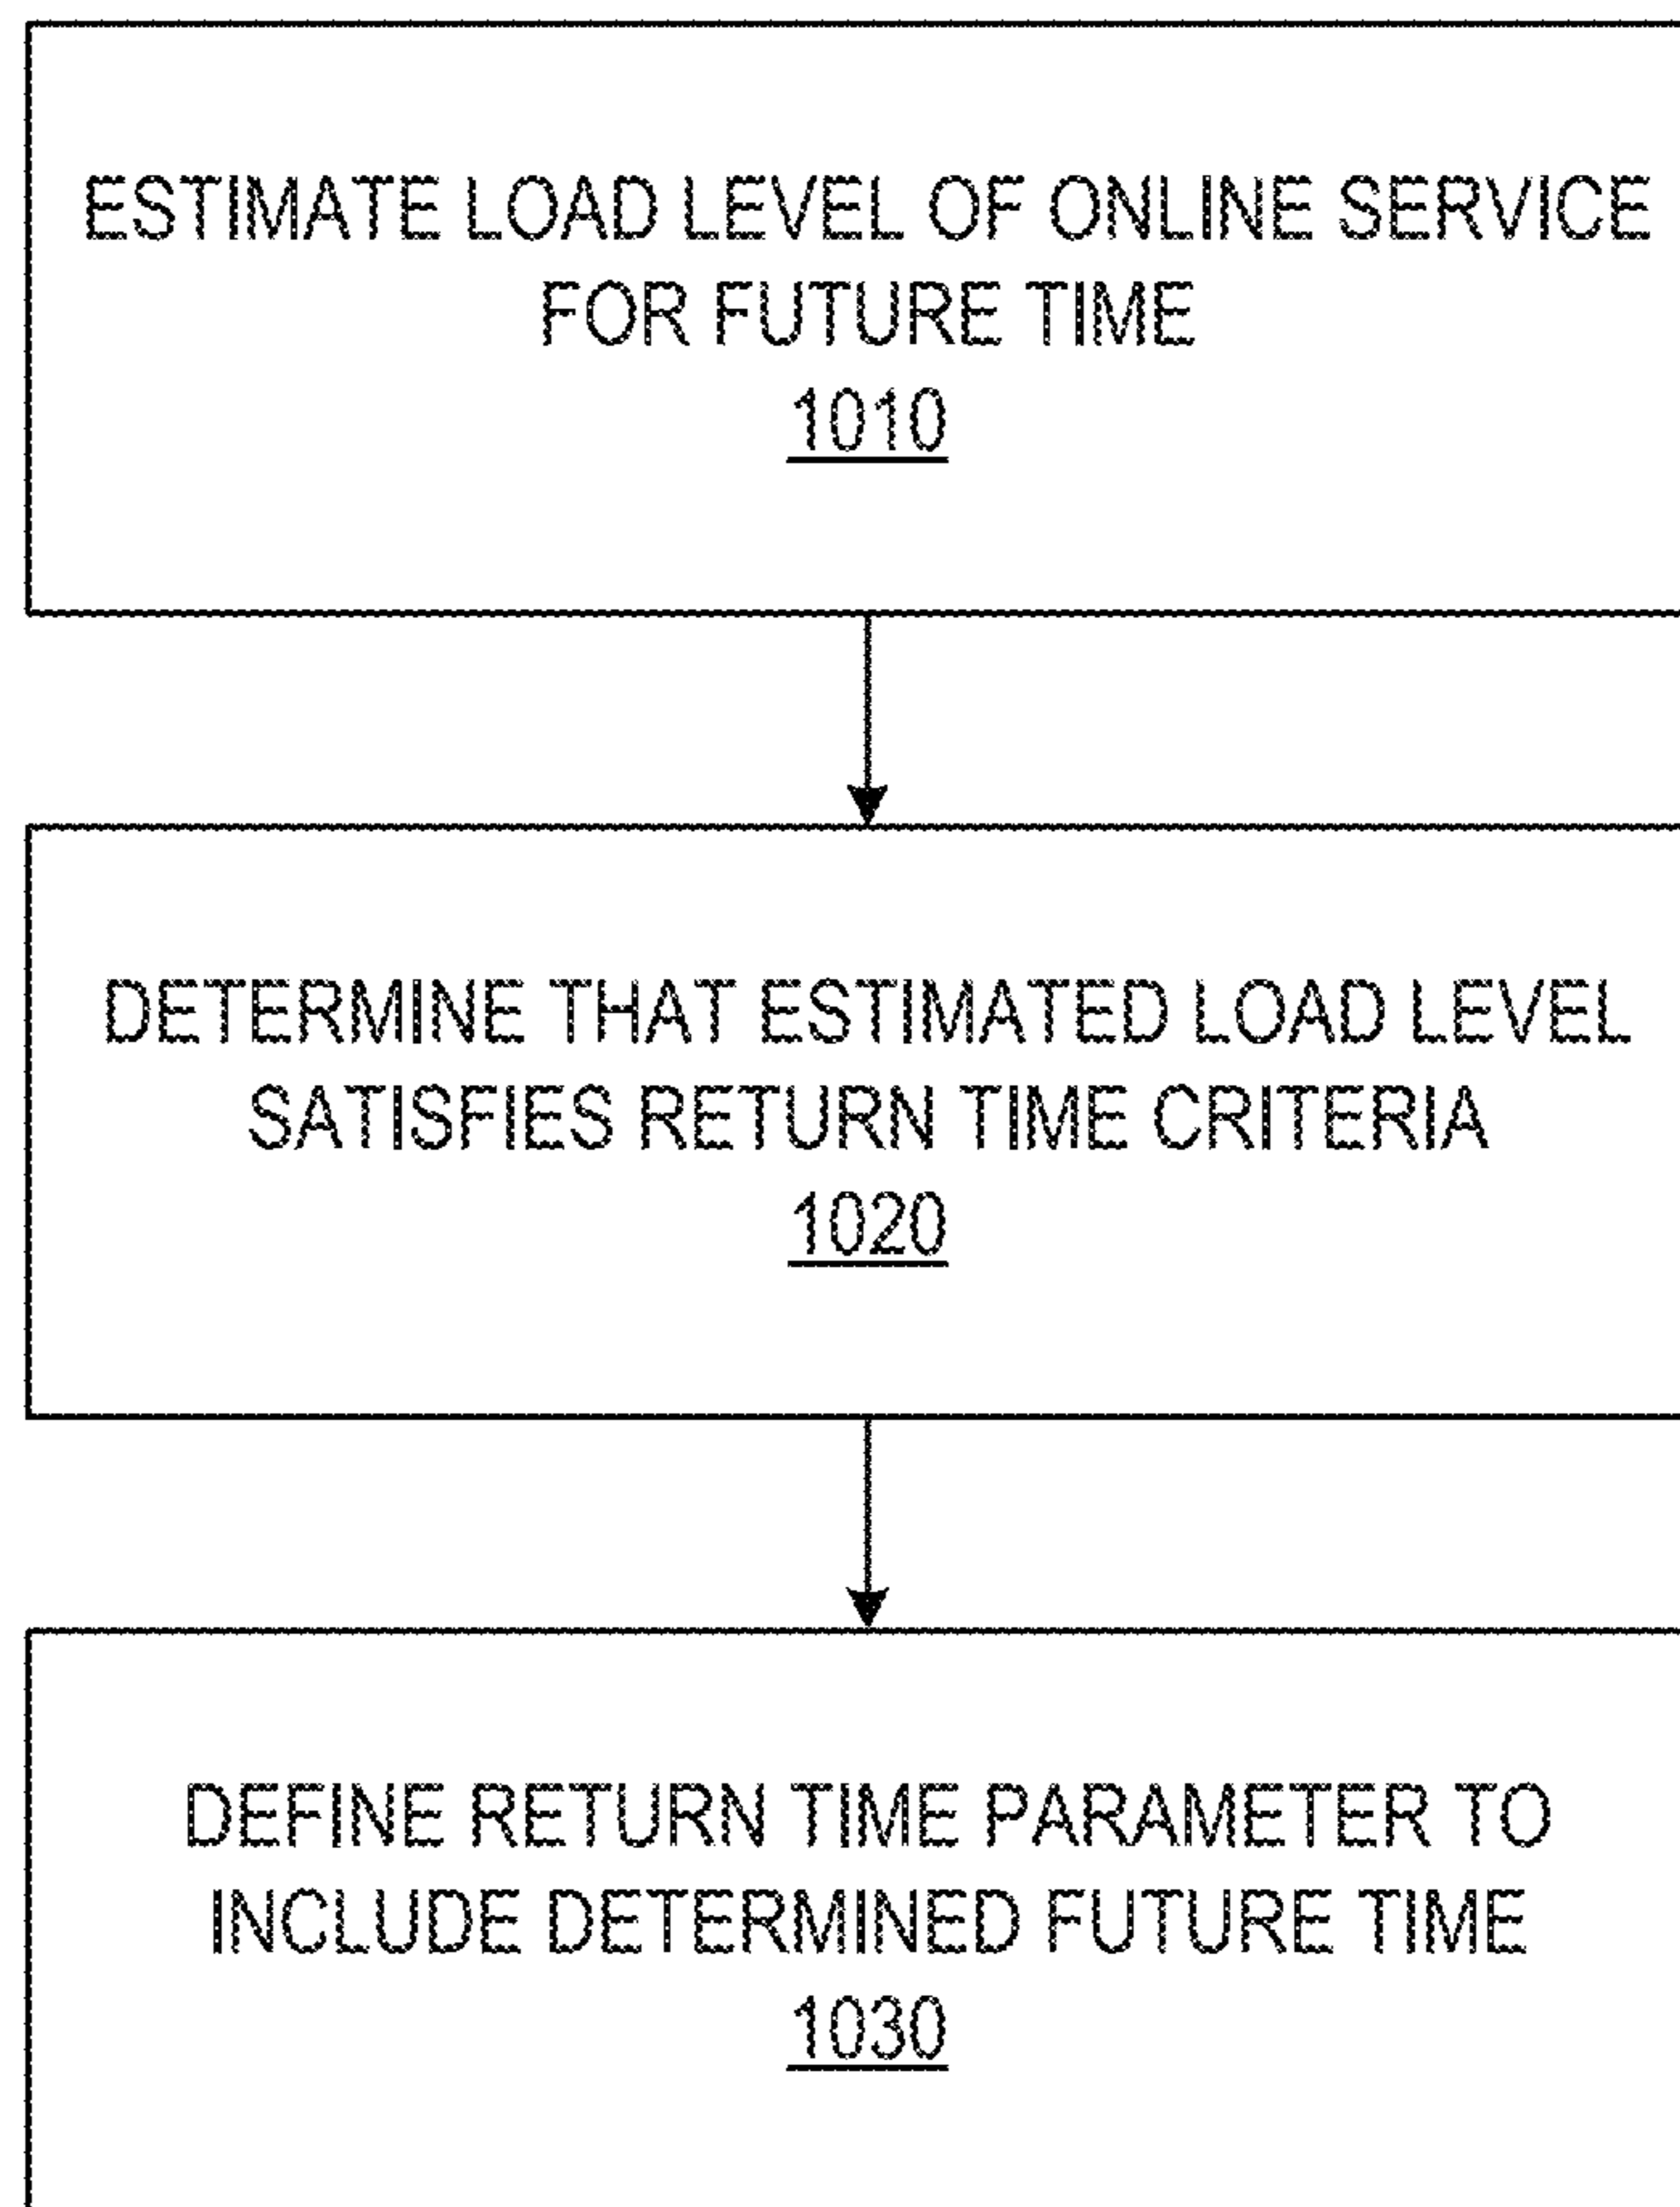 ESTIMATE LOAD LEVEL OF ONLINE SERVICE
FOR FUTURE TIME
1010
DETERMINE THAT ESTIMATED LOAD LEVEL
SATISFIES RETURN TIME CRITERIA
1020
DEFINE RETURN TIME PARAMETER TO
INCLUDE DETERMINED FUTURE TIME
1030